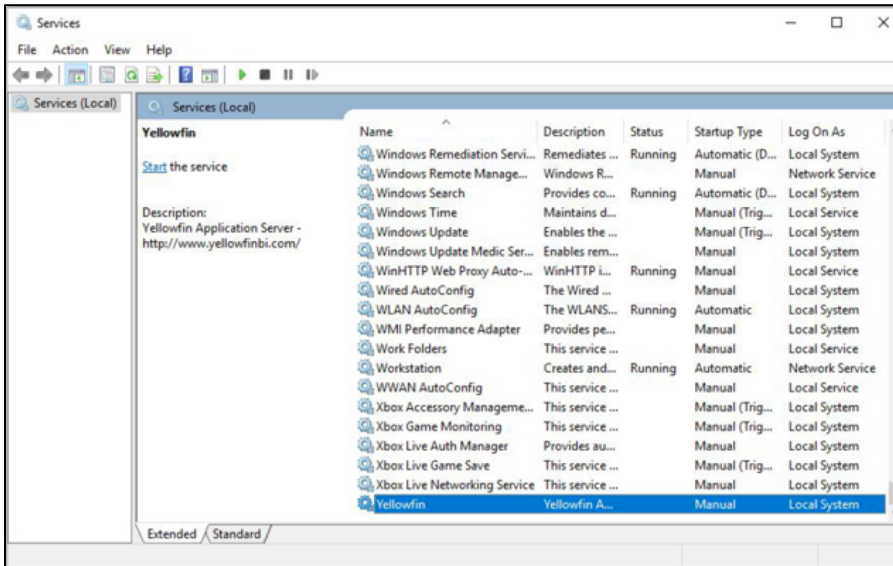 Services
File Action View Help
Services (Local)
Services (Local)
Yellowfin
Start the service
Description:
Yellowfin Application Server -
http://www.yellowfinbi.com/
Name Description Status Startup Type Log On As
Windows Remediation Servi... Remediates ... Running Automatic (D... Local System
Windows Remote Manage... Windows R... Manual Network Service
Windows Search Provides co... Running Automatic (D... Local System
Windows Time Maintains d... Manual (Trig... Local Service
Windows Update Enables the ... Manual (Trig... Local System
Windows Update Medic Ser... Enables rem... Manual Local System
WinHTTP Web Proxy Auto-... WinHTTP i... Running Manual Local Service
Wired AutoConfig The Wired ... Manual Local System
WLAN AutoConfig The WLANS... Running Automatic Local System
WMI Performance Adapter Provides pe... Manual Local System
Work Folders This service ... Manual Local Service
Workstation Creates and... Running Automatic Network Service
WWAN AutoConfig This service ... Manual Local Service
Xbox Accessory Manageme... This service ... Manual (Trig... Local System
Xbox Game Monitoring This service ... Manual (Trig... Local System
Xbox Live Auth Manager Provides au... Manual Local System
Xbox Live Game Save This service ... Manual (Trig... Local System
Xbox Live Networking Service This service ... Manual Local System
Yellowfin Yellowfin A... Manual Local System
Extended Standard